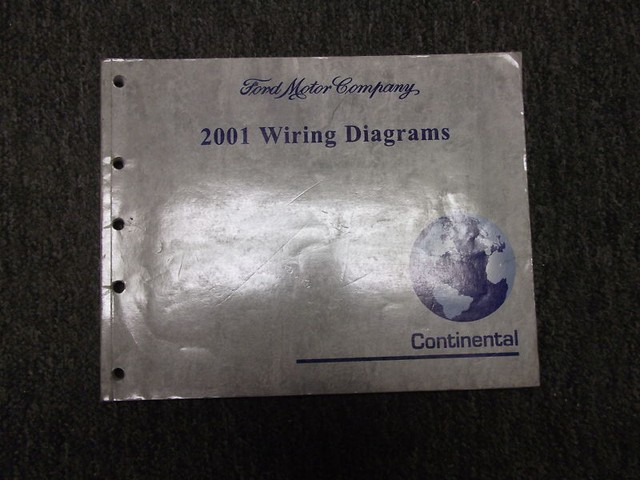 Ford Motor Company
2001 Wiring Diagrams
Continental